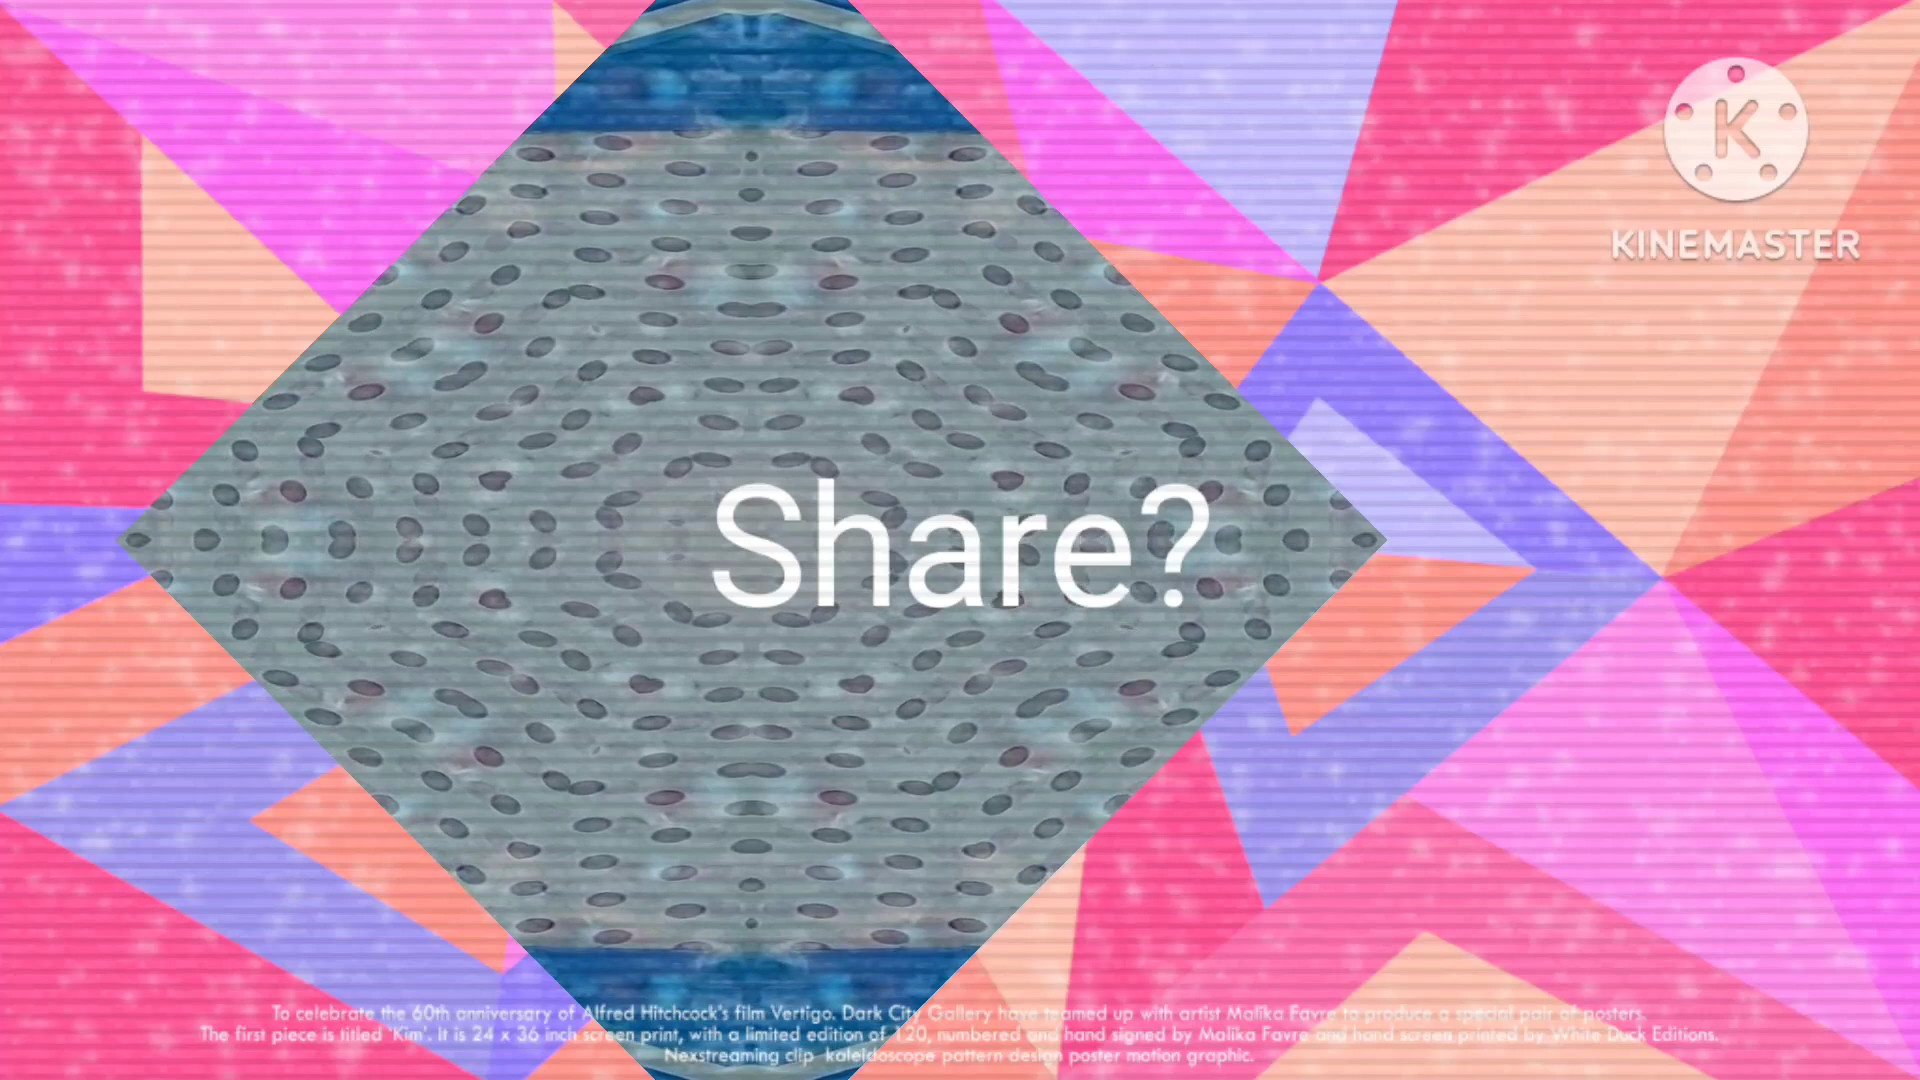 K
KINEMASTER
Share?
To celebrate the 60th anniversary of Alfred Hitchcock's film Vertigo. Dark City Gallery have teamed up with artist Malika Favre to produce a special pair of posters.
The first piece is titled 'Kim'. It is 24 x 36 inch screen print, with a limited edition of 120, numbered and hand signed by Malika Favre and hand screen printed by White Duck Editions.
Nexstreaming clip kaleidoscope pattern design poster motion graphic.